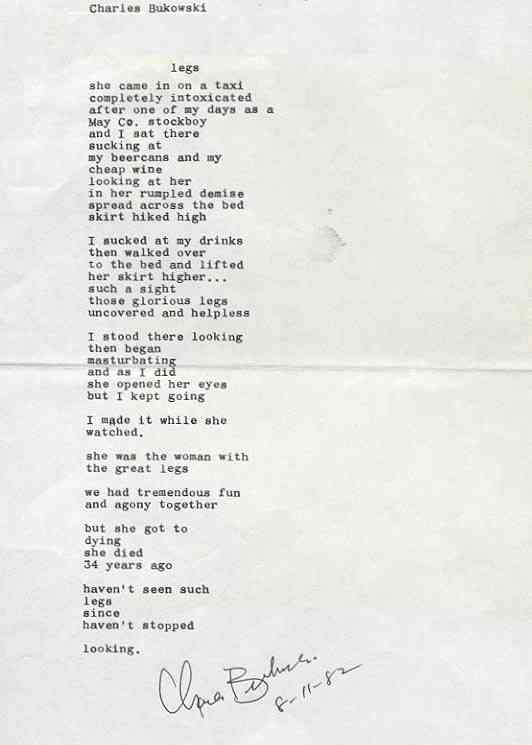 Charles Bukowski
legs
she came in on a taxi
completely intoxicated
after one of my days as a
May Co. stockboy
and I sat there
sucking at
my beercans and my
cheap wine
looking at her
in her rumpled demise
spread across the bed
skirt hiked high
I sucked at my drinks
then walked over
to the bed and lifted
her skirt higher...
such a sight
those glorious legs
uncovered and helpless
I stood there looking
then began
masturbating
and as I did
she opened her eyes
but I kept going
I made it while she
watched.
she was the woman with
the great legs
we had tremendous fun
and agony together
but she got to
dying
she died
34 years ago
haven't seen such
legs
since
haven't stopped
looking.
Charles Bukowski
8-11-82